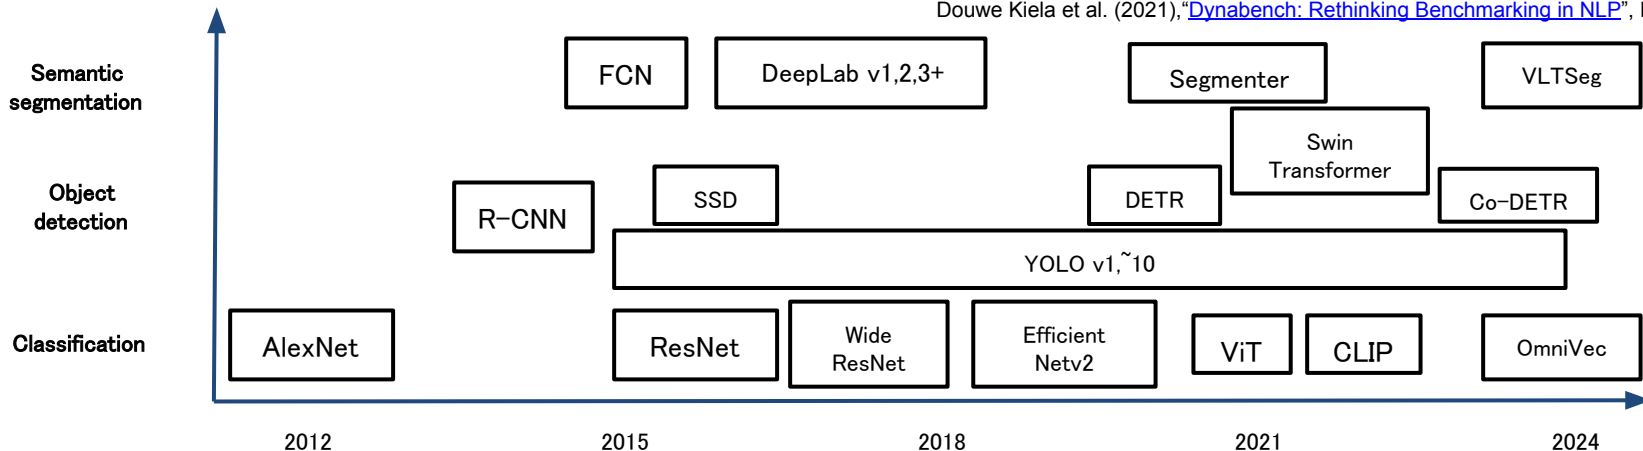 Douwe Kiela et al. (2021),“Dynabench: Rethinking Benchmarking in NLP”,
Semantic
segmentation
FCN
DeepLab v1,2,3+
Segmenter
VLTSeg
Swin
Transformer
Object
detection
R-CNN
SSD
DETR
Co-DETR
YOLO v1,~10
Classification
AlexNet
ResNet
Wide
ResNet
Efficient
Netv2
ViT
CLIP
OmniVec
2012
2015
2018
2021
2024